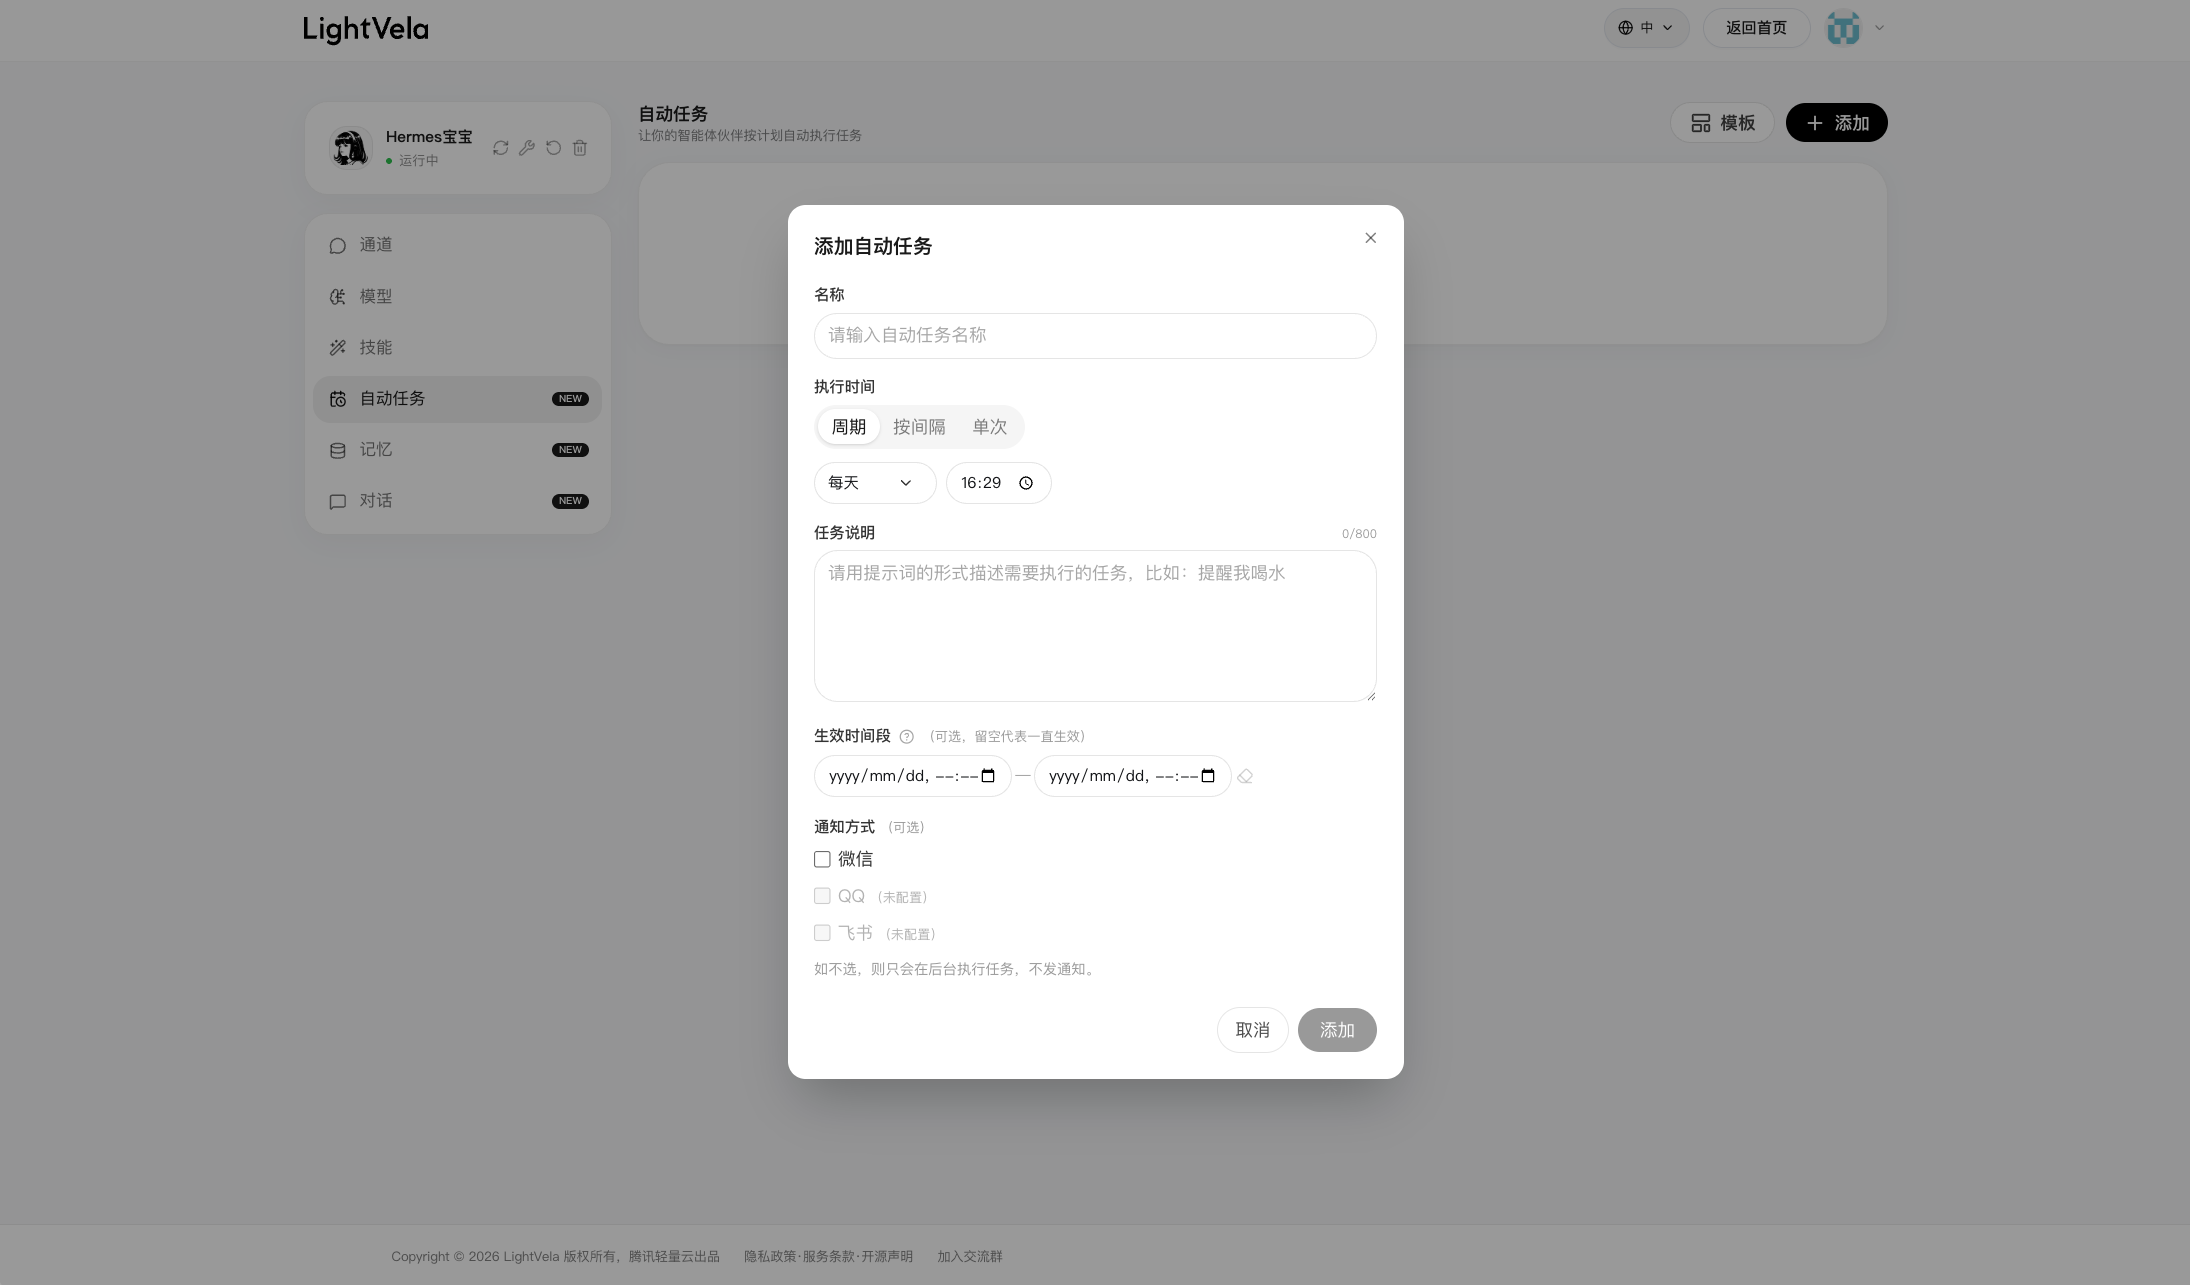 LightVela
中
返回首页
Hermes宝宝
运行中
通道
模型
技能
自动任务 NEW
记忆 NEW
对话 NEW
自动任务
让你的智能体伙伴按计划自动执行任务
模板
添加
添加自动任务
名称
请输入自动任务名称
执行时间
周期 按间隔 单次
每天 16:29
任务说明 0/800
请用提示词的形式描述需要执行的任务，比如：提醒我喝水
生效时间段 （可选，留空代表一直生效）
yyyy/mm/dd, --:-- — yyyy/mm/dd, --:--
通知方式 （可选）
微信
QQ （未配置）
飞书 （未配置）
如不选，则只会在后台执行任务，不发通知。
取消 添加
Copyright © 2026 LightVela 版权所有，腾讯轻量云出品 隐私政策·服务条款·开源声明 加入交流群